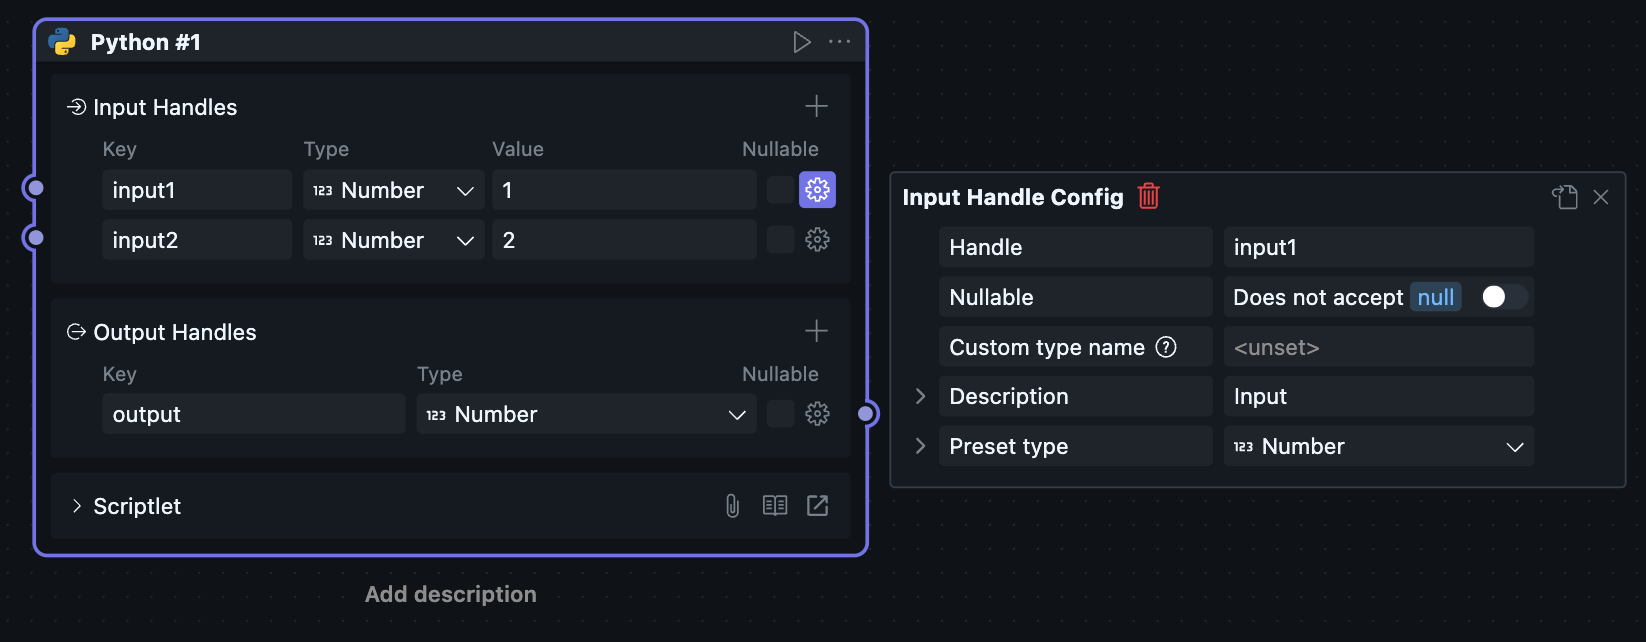 Python #1
Input Handles
Key Type Value Nullable
input1 123 Number 1
input2 123 Number 2
Output Handles
Key Type Nullable
output 123 Number
Scriptlet
Add description
Input Handle Config
Handle input1
Nullable Does not accept null
Custom type name ? <unset>
Description Input
Preset type 123 Number